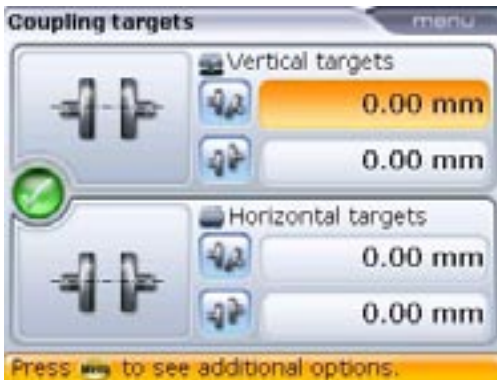 Coupling targets
menu
Vertical targets
0.00 mm
0.00 mm
Horizontal targets
0.00 mm
0.00 mm
Press menu to see additional options.